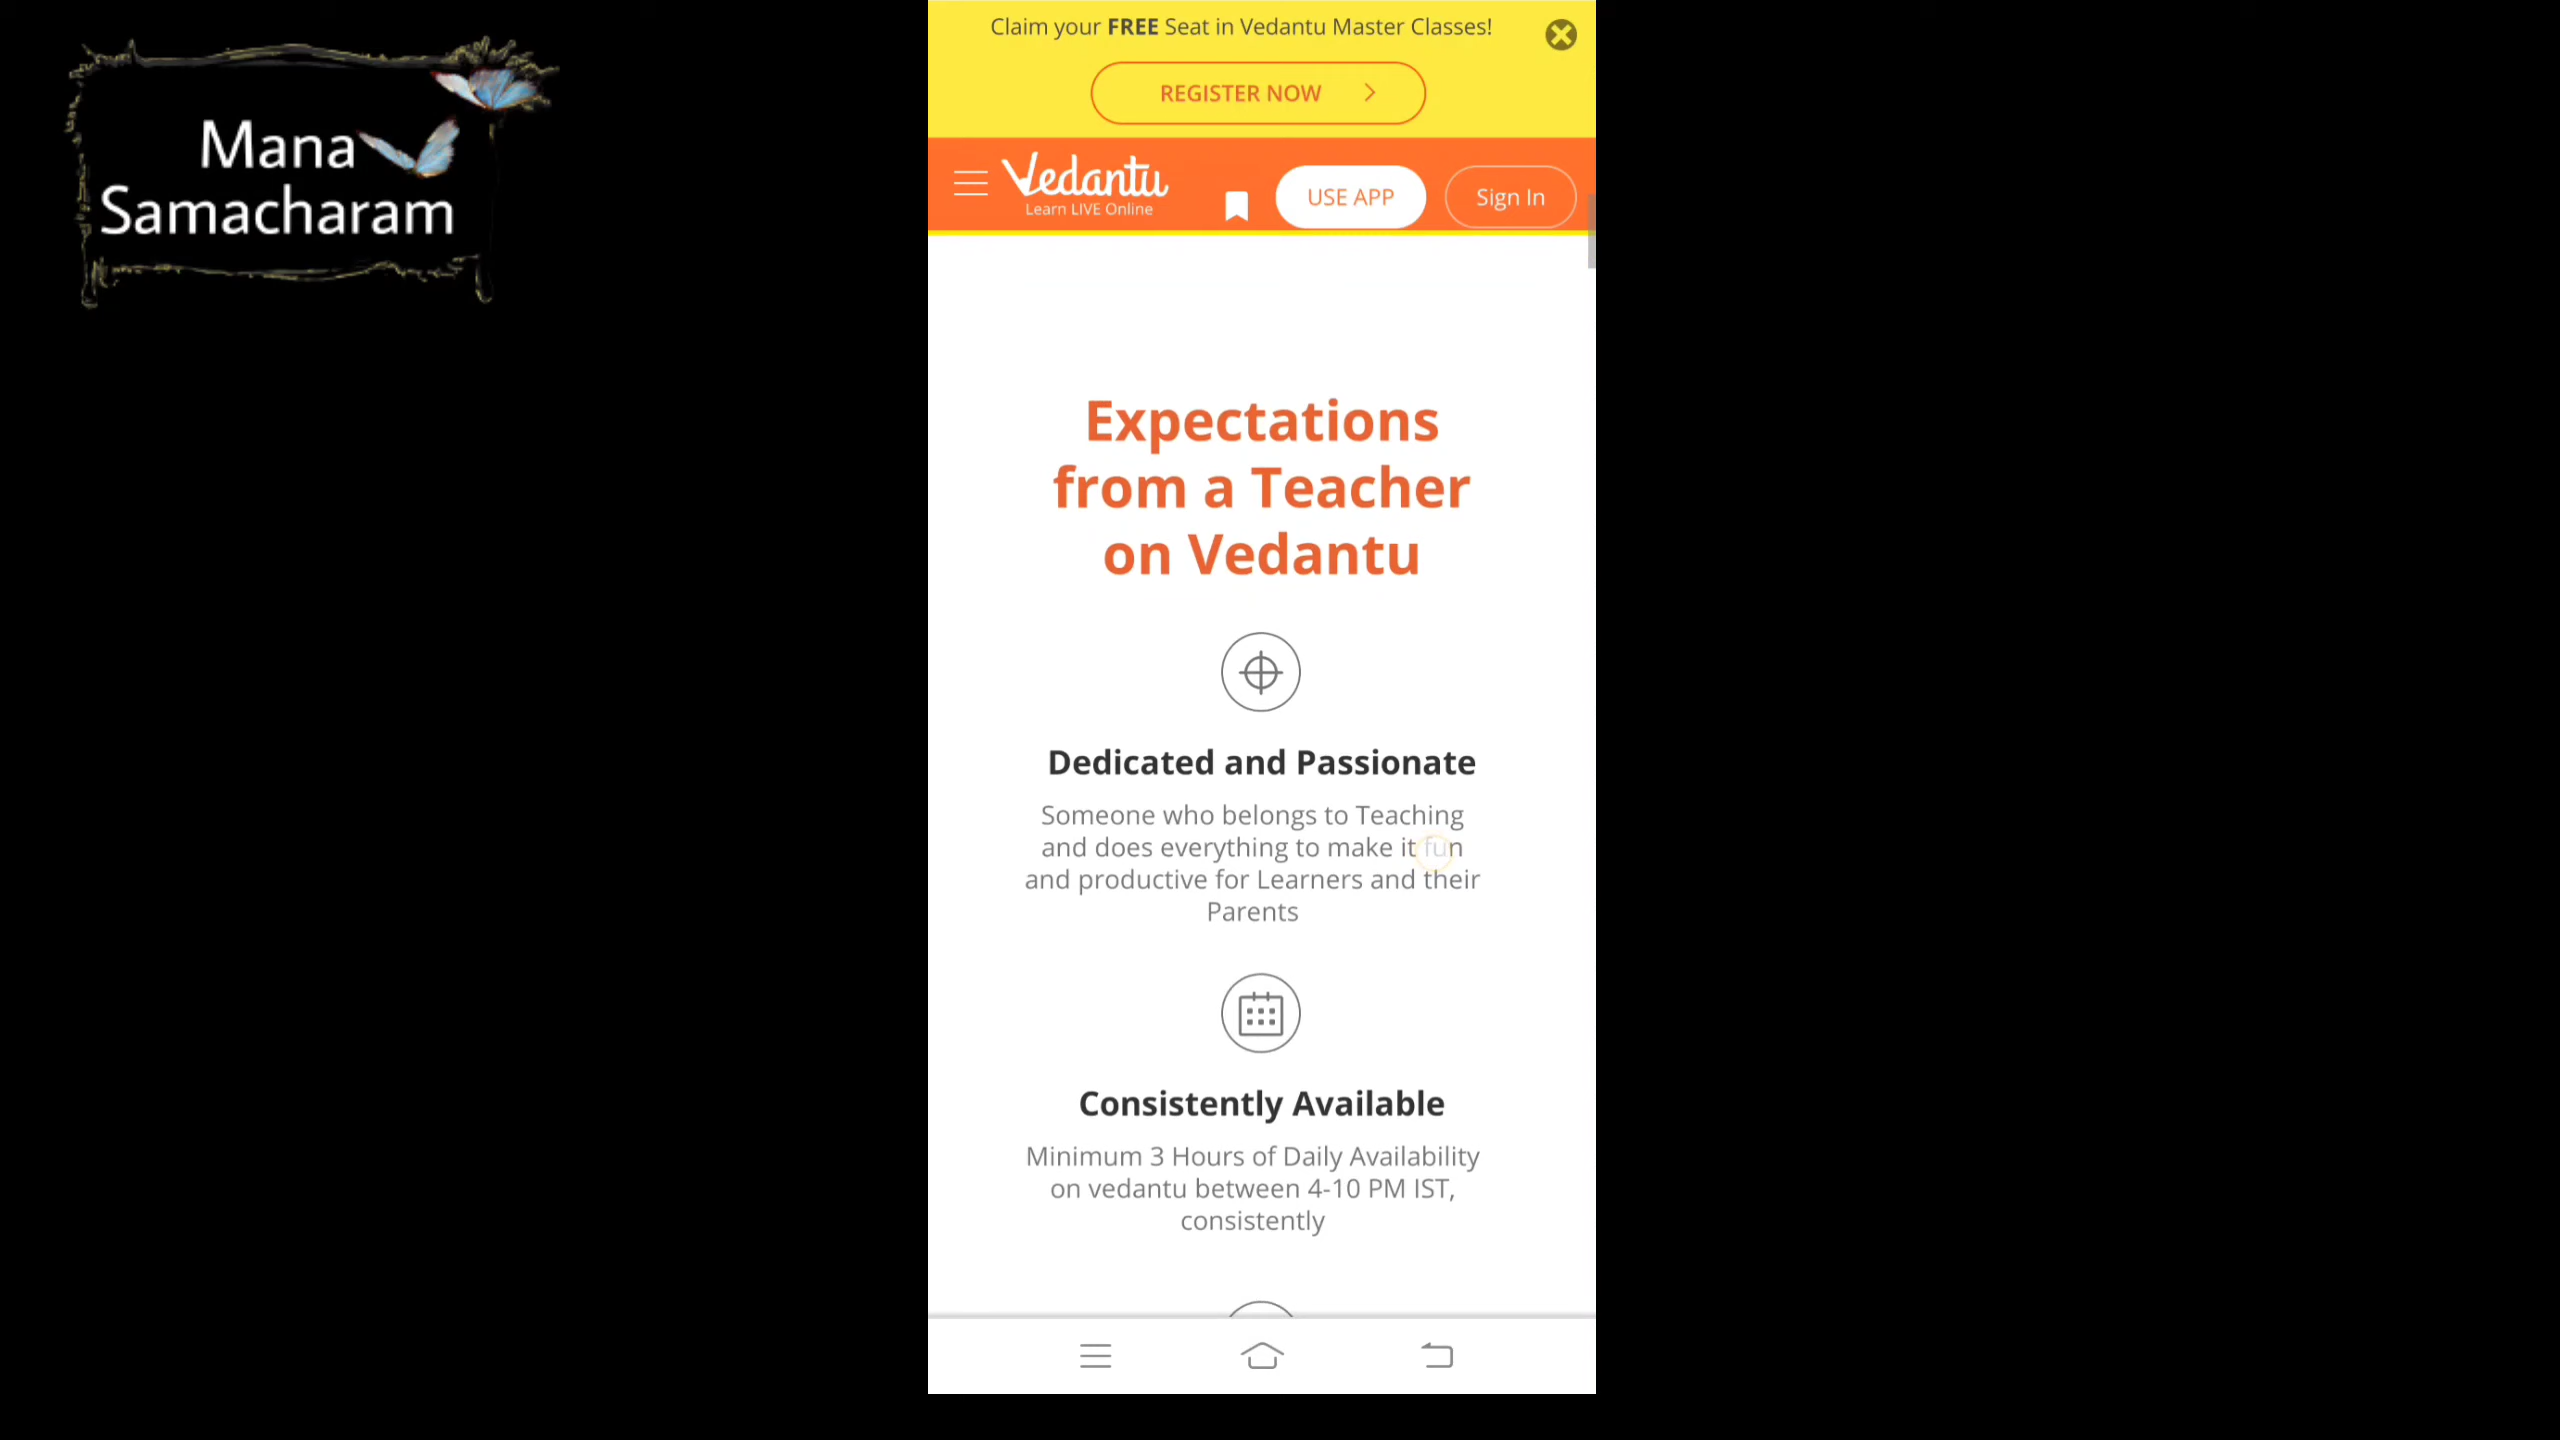 Mana
Samacharam
Claim your FREE Seat in Vedantu Master Classes!
REGISTER NOW
Vedantu
Learn LIVE Online
USE APP
Sign In
Expectations
from a Teacher
on Vedantu
Dedicated and Passionate
Someone who belongs to Teaching
and does everything to make it fun
and productive for Learners and their
Parents
Consistently Available
Minimum 3 Hours of Daily Availability
on vedantu between 4-10 PM IST,
consistently